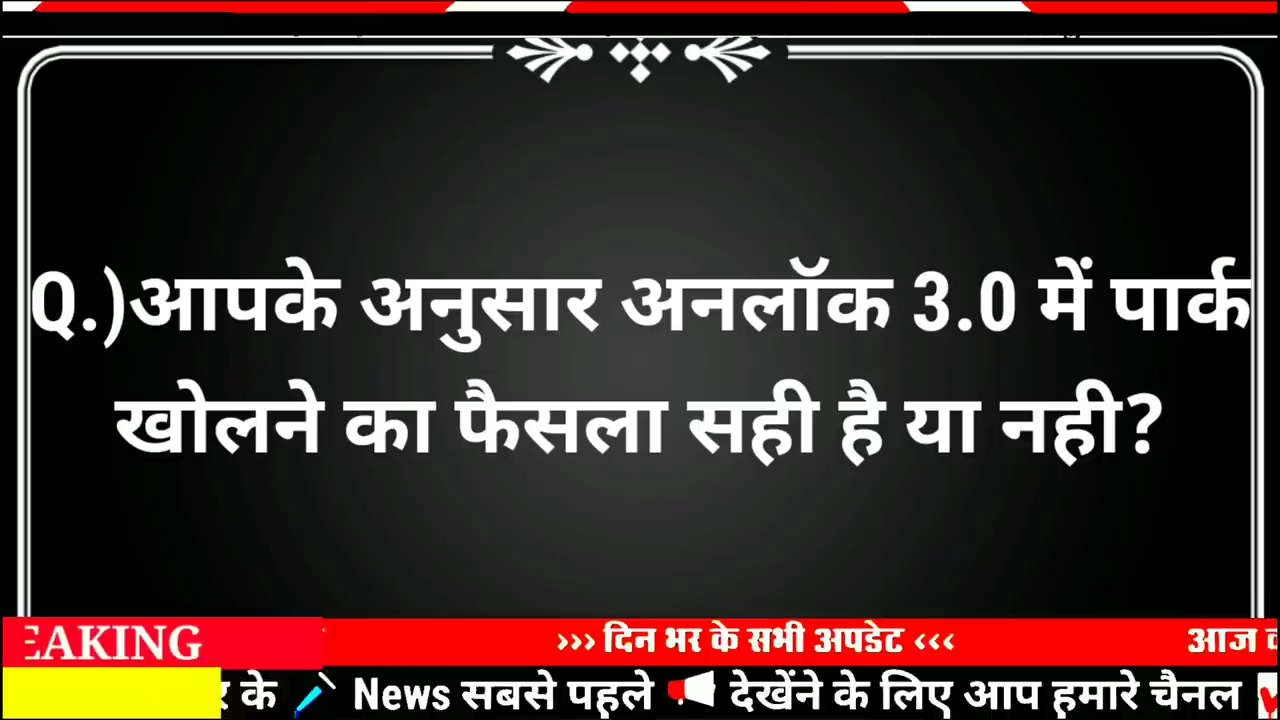 Q.)आपके अनुसार अनलॉक 3.0 में पार्क
खोलने का फैसला सही है या नही?
EAKING >>> दिन भर के सभी अपडेट <<< आज
र के News सबसे पहले देखेंने के लिए आप हमारे चैनल